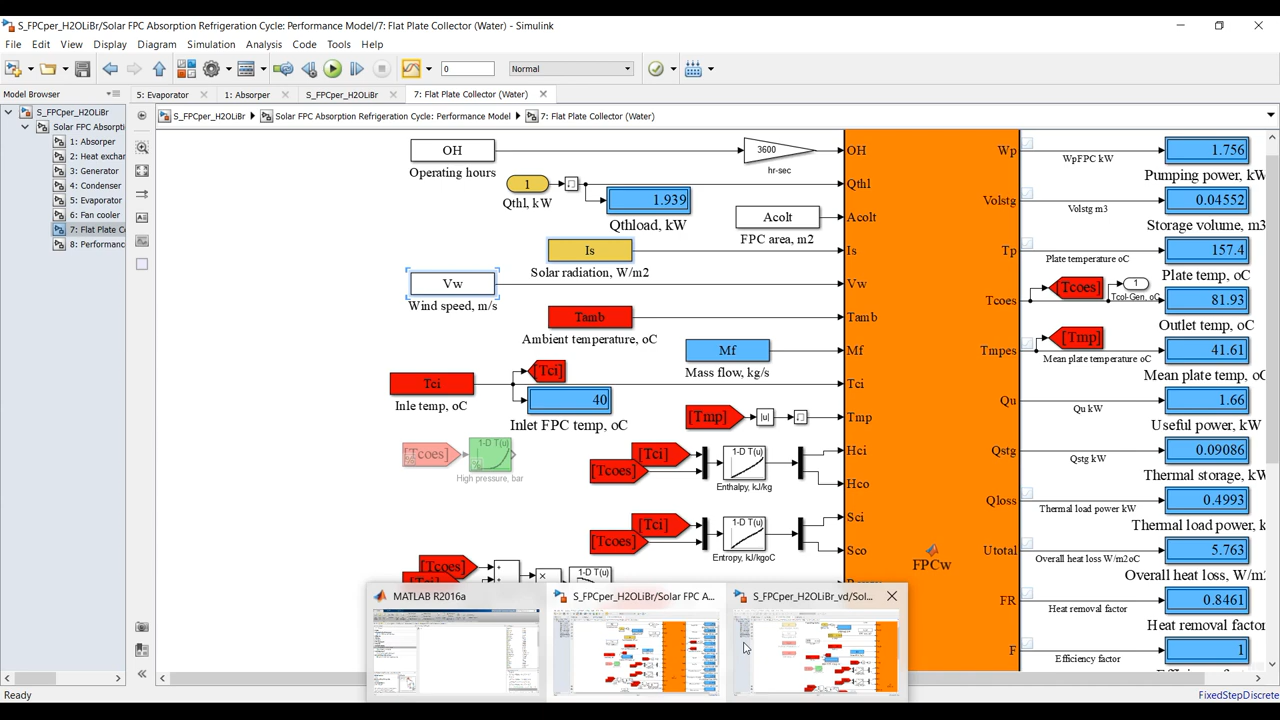 S_FPCper_H2OLiBr/Solar FPC Absorption Refrigeration Cycle: Performance Model/7: Flat Plate Collector (Water) - Simulink
File Edit View Display Diagram Simulation Analysis Code Tools Help
0 Normal
Model Browser
5: Evaporator
1: Absorper
S_FPCper_H2OLiBr
7: Flat Plate Collector (Water)
S_FPCper_H2OLiBr Solar FPC Absorption Refrigeration Cycle: Performance Model 7: Flat Plate Collector (Water)
S_FPCper_H2OLiBr
Solar FPC Absorpti
1: Absorper
2: Heat exchar
3: Generator
4: Condenser
5: Evaporator
6: Fan cooler
7: Flat Plate C
8: Performanc
OH
Operating hours
3600
hr-sec
OH
1
Qthl, kW
1.939
Qthload, kW
Qthl
Acolt
FPC area, m2
Acolt
Is
Solar radiation, W/m2
Is
Vw
Wind speed, m/s
Vw
Tamb
Ambient temperature, oC
Tamb
Mf
Mass flow, kg/s
Mf
Tci
Inle temp, oC
[Tci]
40
Inlet FPC temp, oC
Tci
[Tmp]
|u|
Tmp
[Tcoes]
1-D T(u)
High pressure, bar
[Tci]
[Tcoes]
1-D T(u)
Enthalpy, kJ/kg
Hci
Hco
[Tci]
[Tcoes]
1-D T(u)
Entropy, kJ/kgoC
Sci
Sco
[Tcoes]
1-D T(u)
FPCw
Wp
WpFPC kW
1.756
Pumping power, kW
Volstg
Volstg m3
0.04552
Storage volume, m3
Tp
Plate temperature oC
157.4
Plate temp, oC
Tcoes
[Tcoes]
1
Tcol-Gen, oC
81.93
Outlet temp, oC
Tmpes
[Tmp]
Mean plate temperature oC
41.61
Mean plate temp, oC
Qu
Qu kW
1.66
Useful power, kW
Qstg
Qstg kW
0.09086
Thermal storage, kW
Qloss
Thermal load power kW
0.4993
Thermal load power, k
Utotal
Overall heat loss W/m2oC
5.763
Overall heat loss, W/m2
FR
Heat removal factor
0.8461
Heat removal factor
F
Efficiency factor
1
MATLAB R2016a
S_FPCper_H2OLiBr/Solar FPC A...
S_FPCper_H2OLiBr_vd/Sol...
Ready
FixedStepDiscrete